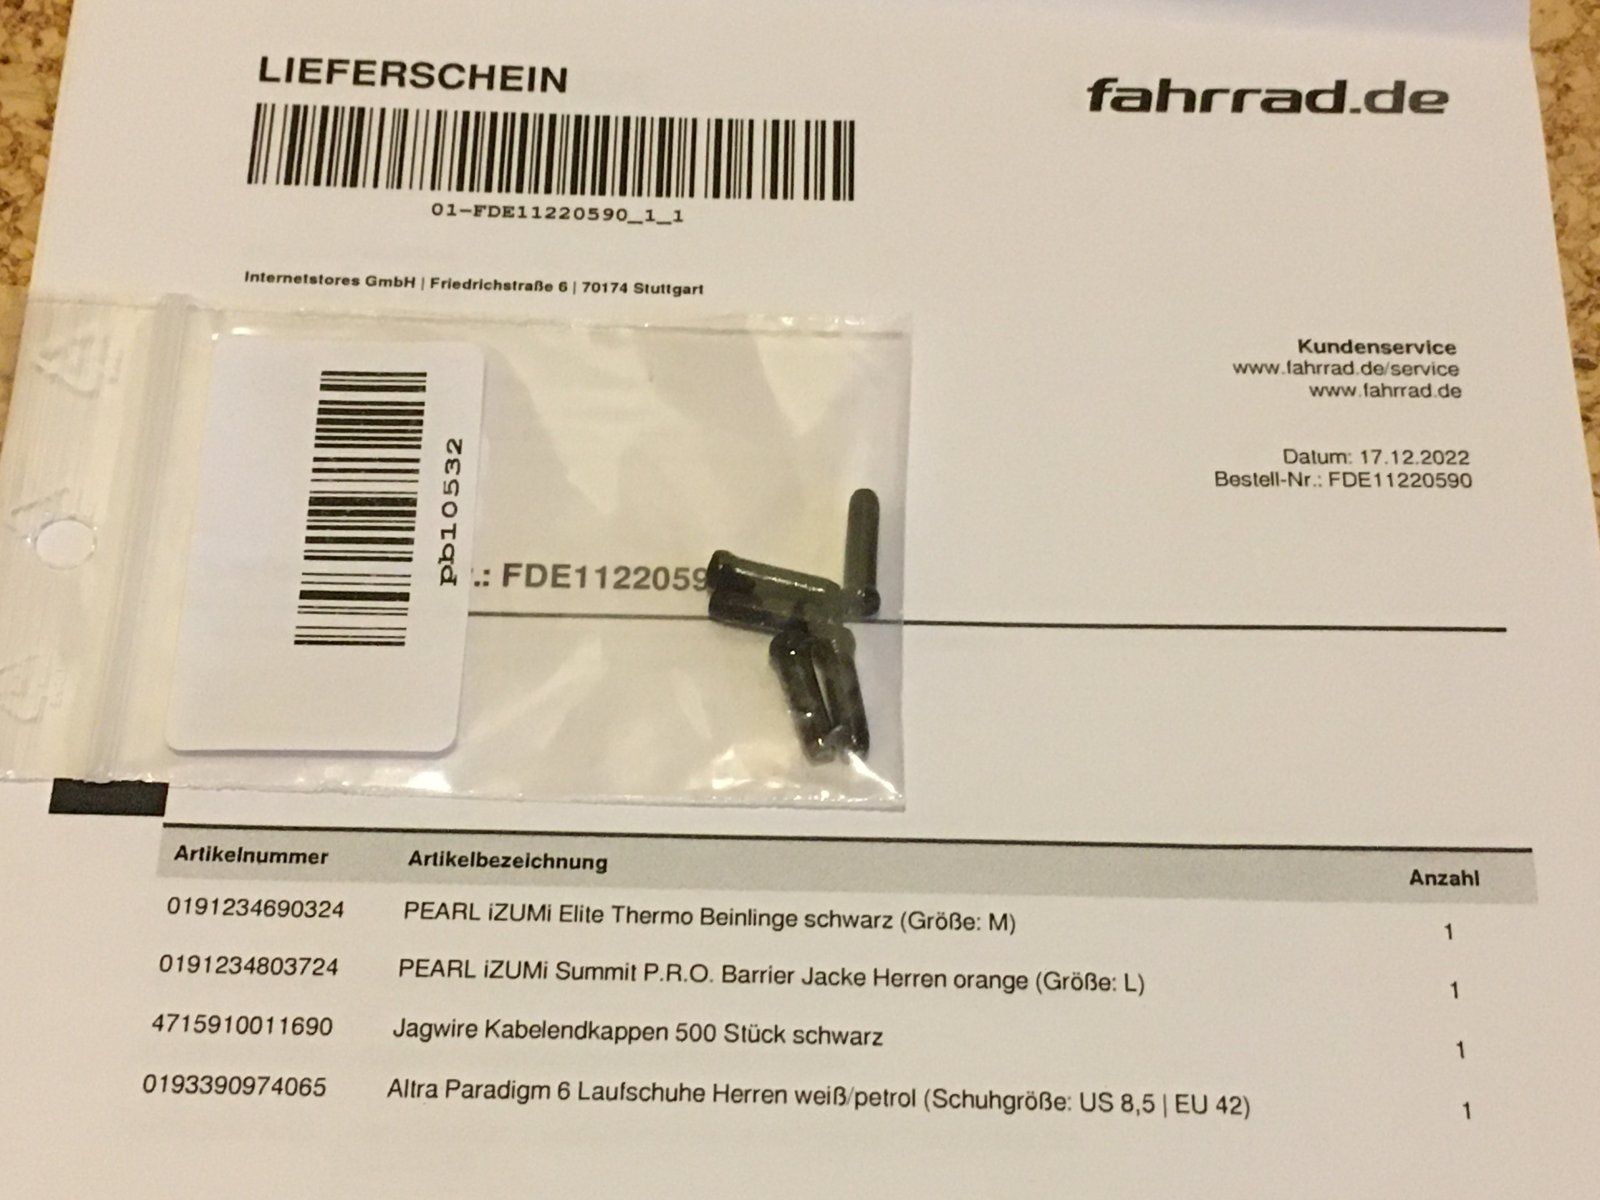 LIEFERSCHEIN
fahrrad.de
01-FDE11220590_1_1
Internetstores GmbH | Friedrichstraße 6 | 70174 Stuttgart
Kundenservice
www.fahrrad.de/service
www.fahrrad.de
Datum: 17.12.2022
Bestell-Nr.: FDE11220590
pb10532
.: FDE1122059
Artikelnummer Artikelbezeichnung Anzahl
0191234690324 PEARL iZUMi Elite Thermo Beinlinge schwarz (Größe: M) 1
0191234803724 PEARL iZUMi Summit P.R.O. Barrier Jacke Herren orange (Größe: L) 1
4715910011690 Jagwire Kabelendkappen 500 Stück schwarz 1
0193390974065 Altra Paradigm 6 Laufschuhe Herren weiß/petrol (Schuhgröße: US 8,5 | EU 42) 1